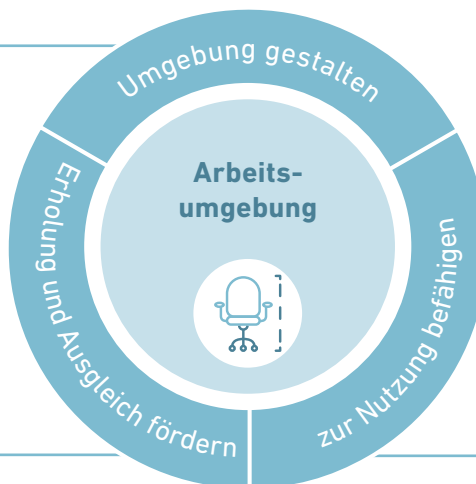 Umgebung gestalten
Arbeits-
umgebung
zur Nutzung befähigen
Erholung und Ausgleich fördern